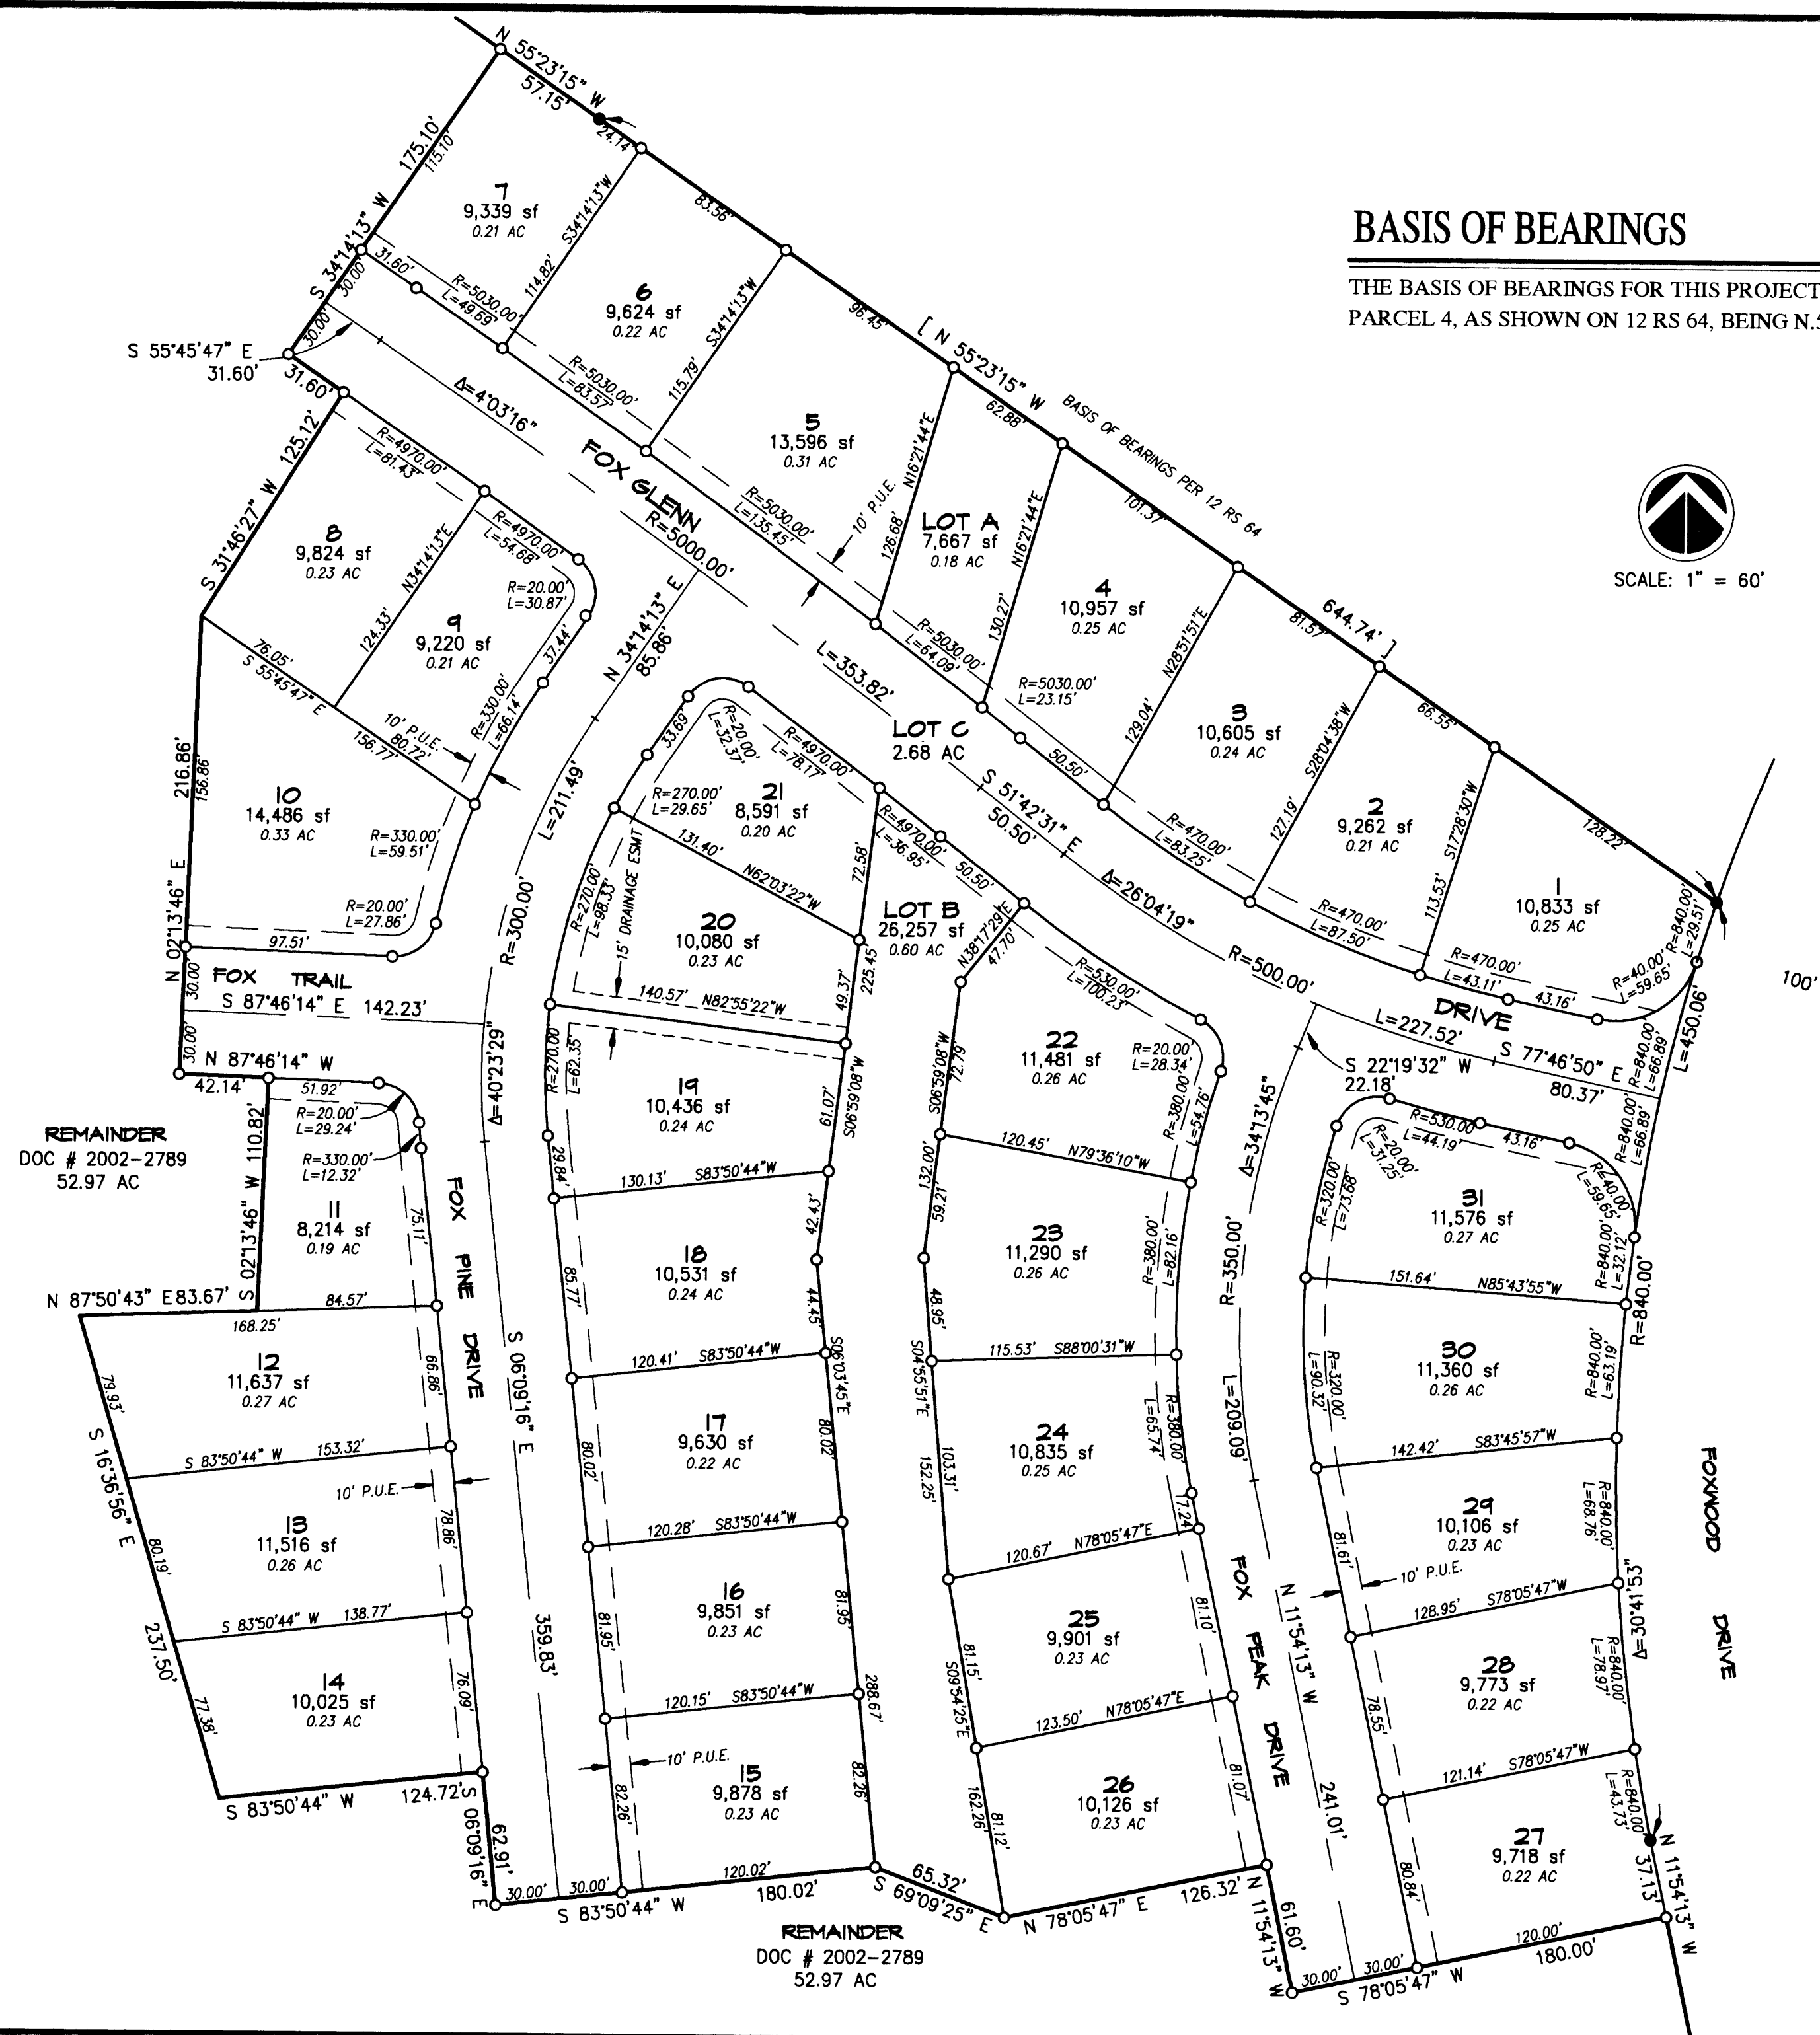 BASIS OF BEARINGS
THE BASIS OF BEARINGS FOR THIS PROJECT
PARCEL 4, AS SHOWN ON 12 RS 64, BEING N.5
SCALE: 1" = 60'
N 55°23'15" W
57.15'
24.14'
83.56'
96.45'
[ N 55°23'15" W
BASIS OF BEARINGS PER 12 RS 64
62.88'
101.37'
81.57'
644.74' ]
66.55'
128.22'
175.10'
115.10'
S 34°14'13" W
30.00'
30.00'
S 55°45'47" E
31.60'
31.60'
31.60'
7
9,339 sf
0.21 AC
S34°14'13"W
114.82'
R=5030.00'
L=49.69'
6
9,624 sf
0.22 AC
S34°14'13"W
115.79'
R=5030.00'
L=83.57'
5
13,596 sf
0.31 AC
R=5030.00'
L=135.45'
10' P.U.E.
N16°21'44"E
126.68'
LOT A
7,667 sf
0.18 AC
N16°21'44"E
130.27'
R=5030.00'
L=64.09'
4
10,957 sf
0.25 AC
R=5030.00'
L=23.15'
50.50'
N28°51'51"E
129.04'
3
10,605 sf
0.24 AC
R=470.00'
L=83.25'
S28°04'38"W
127.19'
2
9,262 sf
0.21 AC
R=470.00'
L=87.50'
S17°28'30"W
113.53'
1
10,833 sf
0.25 AC
R=470.00'
L=43.11'
43.16'
R=40.00'
L=59.65'
R=840.00'
L=29.51'
100'
Δ=4°03'16"
FOX GLENN
R=5000.00'
L=353.82'
LOT C
2.68 AC
S 51°42'31" E
50.50'
Δ=26°04'19"
R=500.00'
DRIVE
L=227.52'
S 77°46'50" E
80.37'
L=450.06'
R=840.00'
L=66.89'
R=840.00'
L=66.89'
S 31°46'27" W
125.12'
R=4970.00'
L=81.43'
8
9,824 sf
0.23 AC
N34°14'13"E
124.33'
R=4970.00'
L=54.68'
R=20.00'
L=30.87'
9
9,220 sf
0.21 AC
37.44'
R=330.00'
L=66.14'
76.05'
S 55°45'47" E
10' P.U.E.
80.72'
156.77'
N 34°14'13" E
85.86'
216.86'
156.86'
N 02°13'46" E
10
14,486 sf
0.33 AC
R=330.00'
L=59.51'
R=20.00'
L=27.86'
97.51'
30.00'
30.00'
FOX TRAIL
S 87°46'14" E 142.23'
L=211.49'
R=300.00'
Δ=40°23'29"
33.69'
R=20.00'
L=32.37'
R=4970.00'
L=78.17'
21
8,591 sf
0.20 AC
R=270.00'
L=29.65'
131.40'
N62°03'22"W
72.58'
R=4970.00'
L=36.95'
50.50'
LOT B
26,257 sf
0.60 AC
225.45'
N38°17'29"E
47.70'
R=270.00'
L=98.33'
15' DRAINAGE ESMT
20
10,080 sf
0.23 AC
49.37'
140.57' N82°55'22"W
R=530.00'
L=100.23'
22
11,481 sf
0.26 AC
R=20.00'
L=28.34'
S06°59'08"W
72.79'
R=380.00'
L=54.76'
120.45' N79°36'10"W
S 22°19'32" W
22.18'
Δ=34°13'45"
R=530.00'
L=44.19'
43.16'
R=20.00'
L=31.25'
R=40.00'
L=59.65'
R=320.00'
L=73.68'
31
11,576 sf
0.27 AC
R=840.00'
L=32.12'
151.64' N85°43'55"W
R=840.00'
N 87°46'14" W
42.14'
51.92'
R=20.00'
L=29.24'
R=330.00'
L=12.32'
REMAINDER
DOC # 2002-2789
52.97 AC
S 02°13'46" W 110.82'
11
8,214 sf
0.19 AC
75.11'
FOX PINE DRIVE
R=270.00'
L=62.35'
29.84'
19
10,436 sf
0.24 AC
61.07'
S06°59'08"W
130.13' S83°50'44"W
132.00'
59.21'
23
11,290 sf
0.26 AC
R=380.00'
L=82.16'
R=350.00'
N 87°50'43" E 83.67'
84.57'
168.25'
12
11,637 sf
0.27 AC
79.93'
66.86'
S 83°50'44" W 153.32'
S 16°36'56" E
S 06°09'16" E
85.77'
18
10,531 sf
0.24 AC
42.43'
44.45'
120.41' S83°50'44"W
S06°03'45"E
48.95'
S04°55'51"E
115.53' S88°00'31"W
L=209.09'
R=320.00'
L=90.32'
30
11,360 sf
0.26 AC
R=840.00'
L=63.19'
142.42' S83°45'57"W
10' P.U.E.
13
11,516 sf
0.26 AC
80.19'
78.86'
S 83°50'44" W 138.77'
237.50'
80.02'
17
9,630 sf
0.22 AC
80.02'
120.28' S83°50'44"W
24
10,835 sf
0.25 AC
103.31'
152.25'
R=380.00'
L=65.74'
17.24'
120.67' N78°05'47"E
29
10,106 sf
0.23 AC
81.61'
10' P.U.E.
R=840.00'
L=68.76'
128.95' S78°05'47"W
FOXWOOD DRIVE
Δ=30°41'53"
14
10,025 sf
0.23 AC
77.38'
76.09'
S 83°50'44" W 124.72'
359.83'
81.95'
16
9,851 sf
0.23 AC
81.95'
120.15' S83°50'44"W
288.67'
25
9,901 sf
0.23 AC
81.15'
S09°54'25"E
81.10'
123.50' N78°05'47"E
FOX PEAK DRIVE
N 11°54'13" W
241.01'
28
9,773 sf
0.22 AC
78.55'
R=840.00'
L=78.97'
121.14' S78°05'47"W
S 06°09'16" E
62.91'
10' P.U.E.
15
9,878 sf
0.23 AC
82.26'
82.26'
30.00' 30.00'
120.02'
S 83°50'44" W 180.02'
65.32'
S 69°09'25" E
26
10,126 sf
0.23 AC
162.26'
81.12'
81.07'
N 78°05'47" E 126.32'
N 11°54'13" W
61.60'
27
9,718 sf
0.22 AC
80.84'
R=840.00'
L=43.73'
N 11°54'13" W
37.13'
30.00' 30.00'
120.00'
S 78°05'47" W 180.00'
REMAINDER
DOC # 2002-2789
52.97 AC